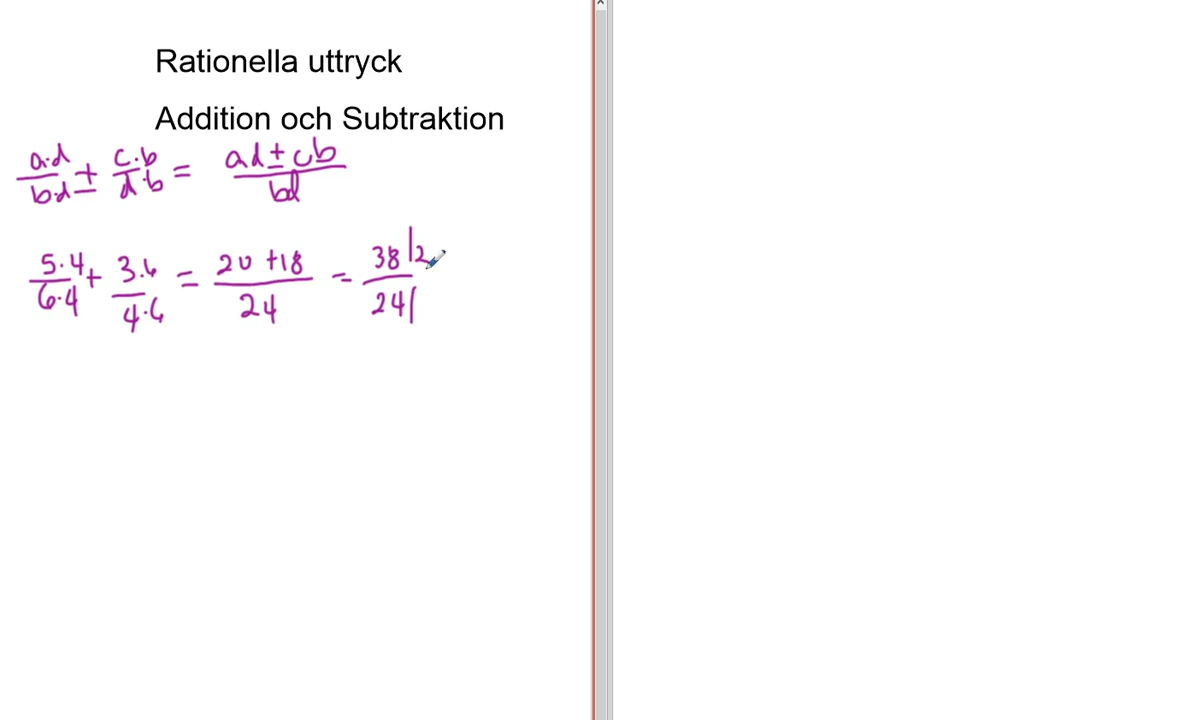 Rationella uttryck
Addition och Subtraktion
a·d/b·d ± c·b/d·b = ad±cb/bd
5·4/6·4 + 3·6/4·6 = 20+18/24 = 38|2/24|